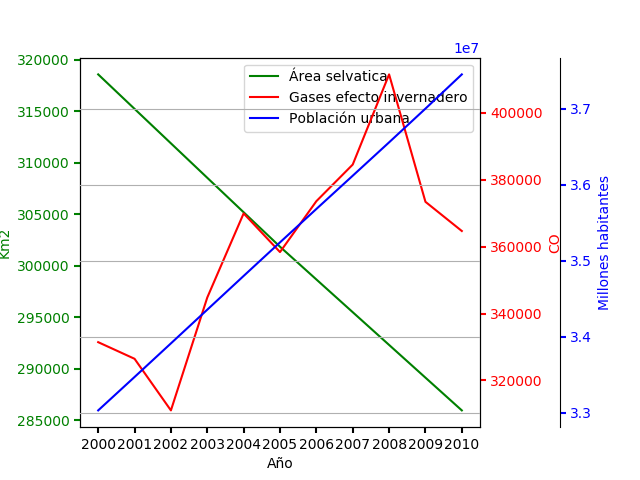 1e7
320000
315000
310000
305000
300000
295000
290000
285000
Km2
Área selvatica
Gases efecto invernadero
Población urbana
400000
380000
360000
340000
320000
CO
3.7
3.6
3.5
3.4
3.3
Millones habitantes
2000 2001 2002 2003 2004 2005 2006 2007 2008 2009 2010
Año